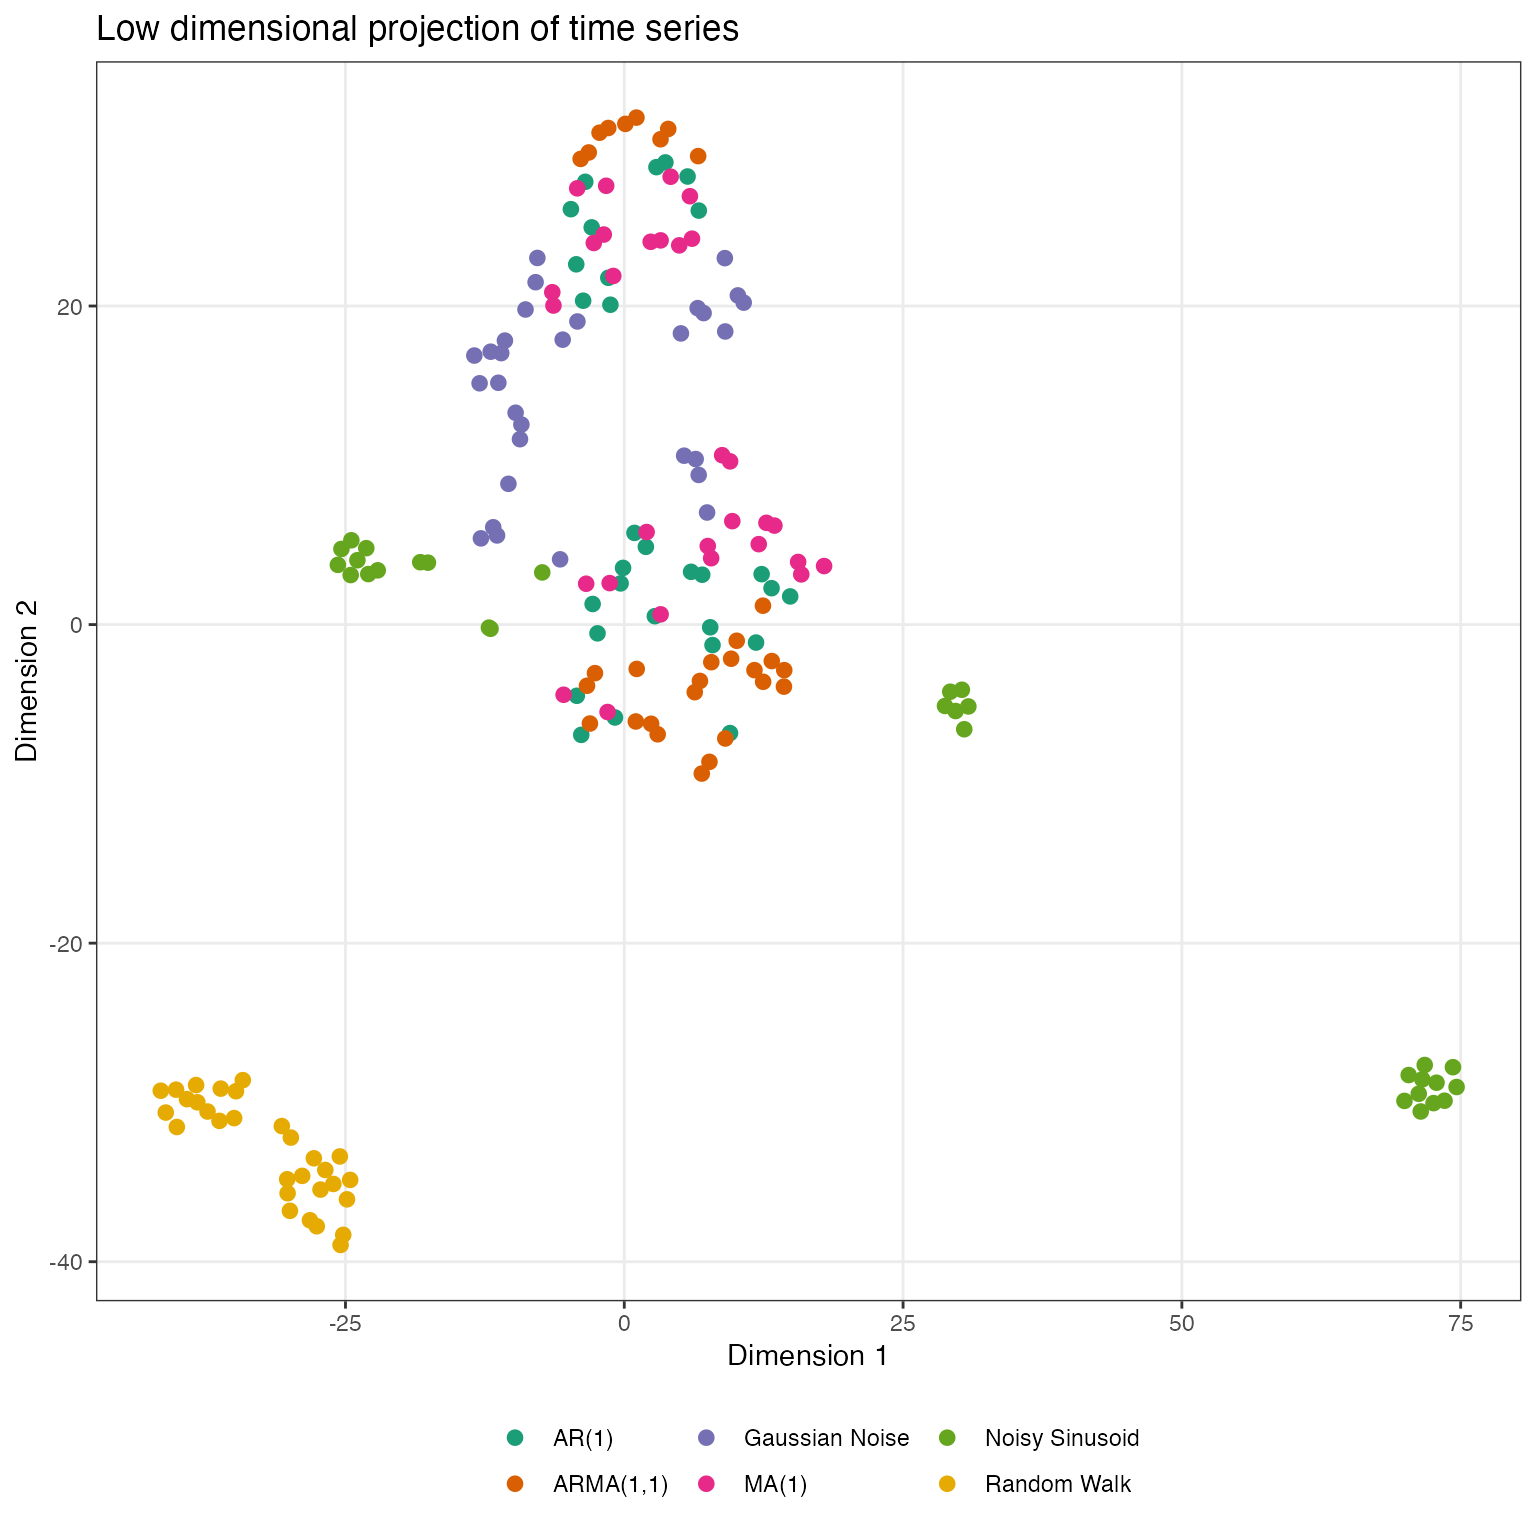 Low dimensional projection of time series
Dimension 2
20
0
-20
-40
-25 0 25 50 75
Dimension 1
AR(1) Gaussian Noise Noisy Sinusoid
ARMA(1,1) MA(1) Random Walk